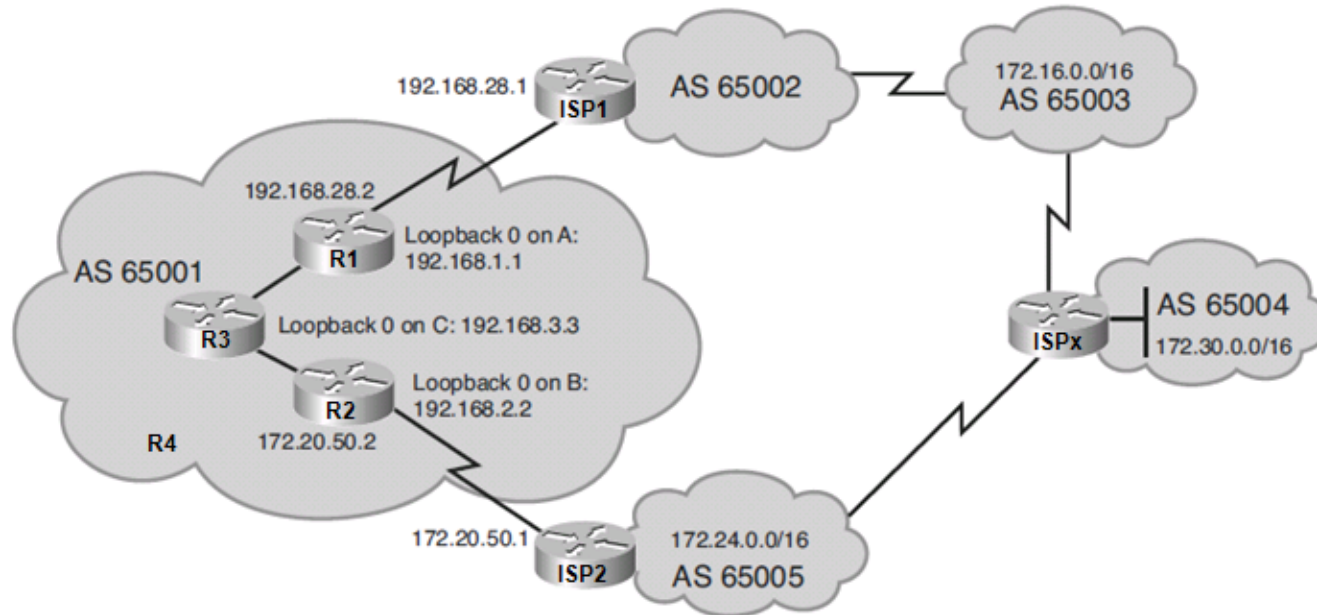 192.168.28.1
ISP1
AS 65002
172.16.0.0/16
AS 65003
192.168.28.2
R1
Loopback 0 on A:
192.168.1.1
AS 65001
R3
Loopback 0 on C: 192.168.3.3
ISPx
AS 65004
172.30.0.0/16
R2
Loopback 0 on B:
192.168.2.2
R4
172.20.50.2
172.20.50.1
ISP2
172.24.0.0/16
AS 65005